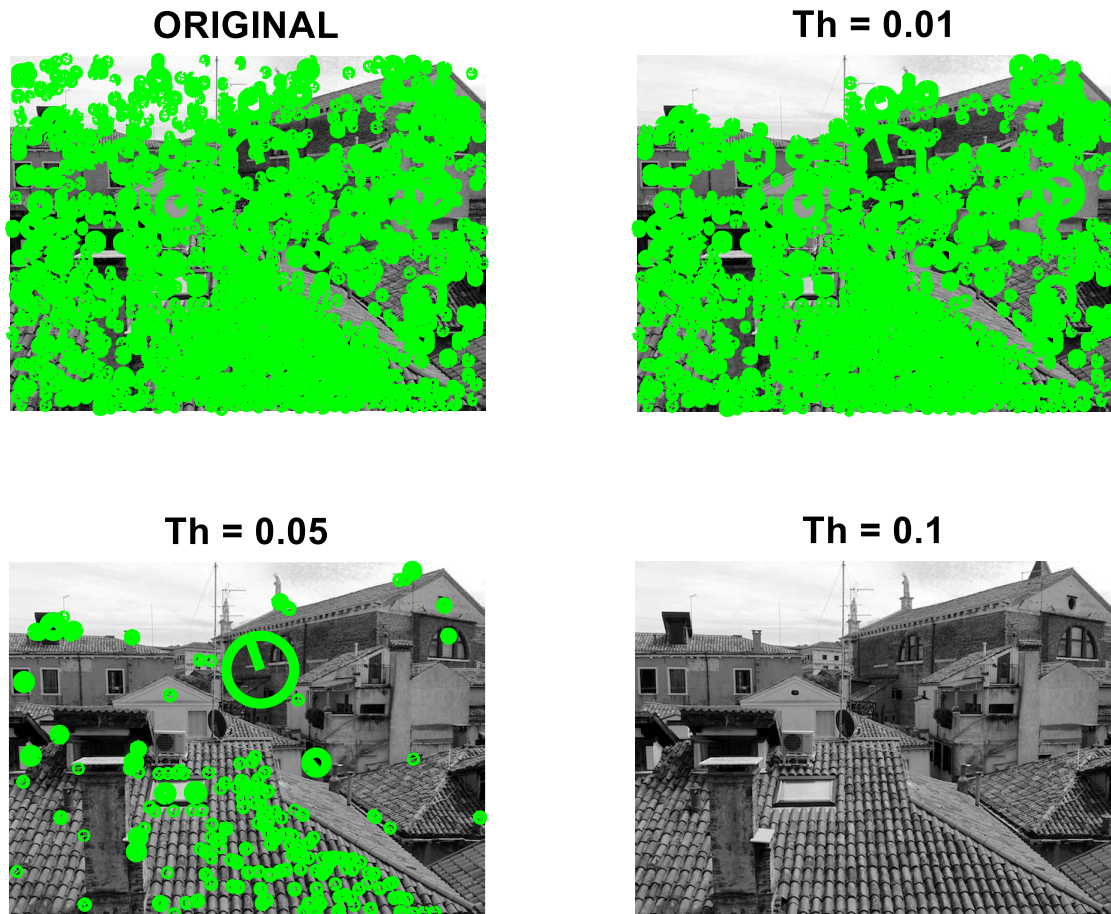 ORIGINAL
Th = 0.01
Th = 0.05
Th = 0.1